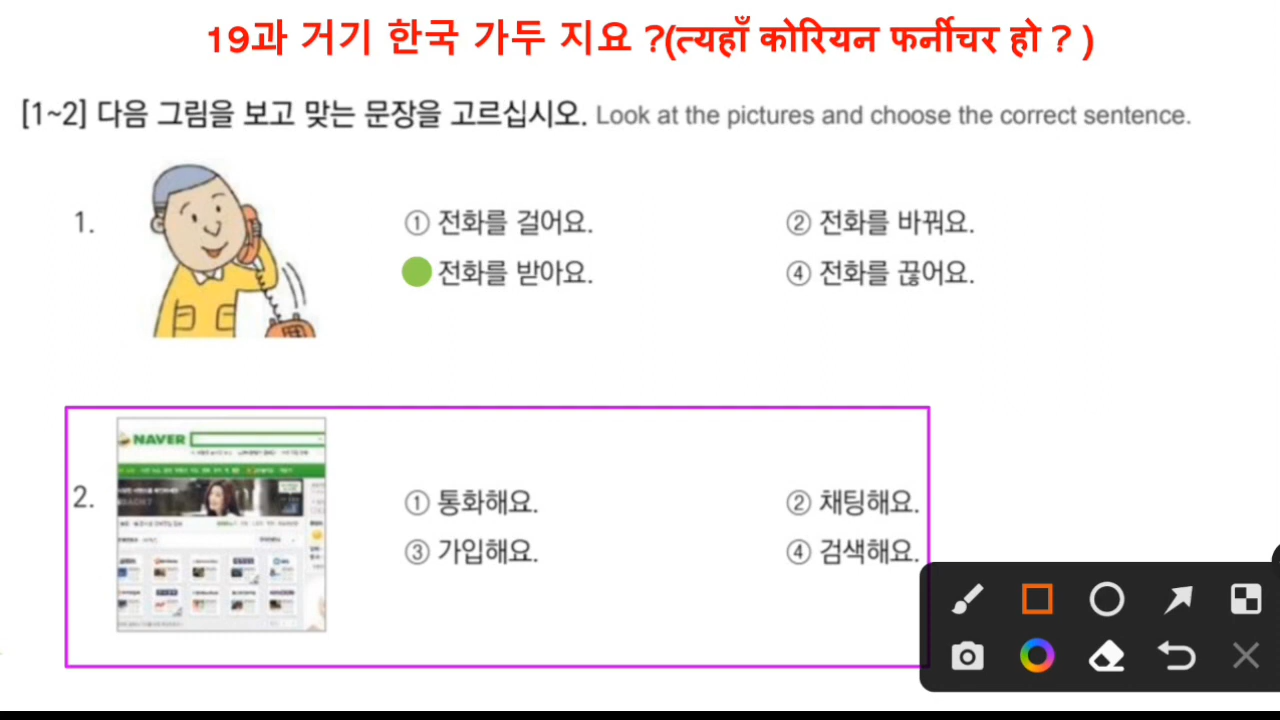 19과 거기 한국 가두 지요 ?(त्यहाँ कोरियन फर्नीचर हो ? )
[1~2] 다음 그림을 보고 맞는 문장을 고르십시오. Look at the pictures and choose the correct sentence.
1.
① 전화를 걸어요.
② 전화를 바꿔요.
전화를 받아요.
④ 전화를 끊어요.
2.
NAVER
① 통화해요.
② 채팅해요.
③ 가입해요.
④ 검색해요.